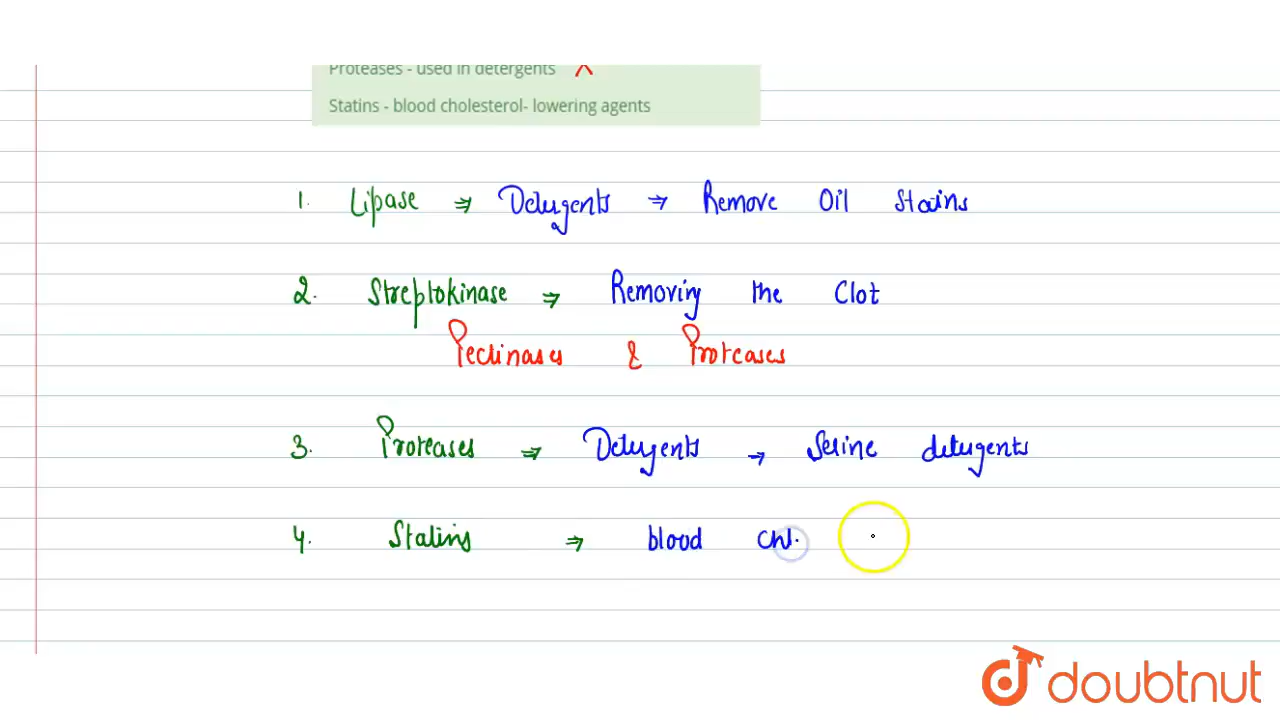 Proteases - used in detergents X
Statins - blood cholesterol- lowering agents
1. Lipase ⇒ Detergents → Remove Oil Stains
2. Streptokinase ⇒ Removing the Clot
Pectinases & Proteases
3. Proteases ⇒ Detergents → Serine detergents
4. Statins ⇒ blood Chl.
doubtnut